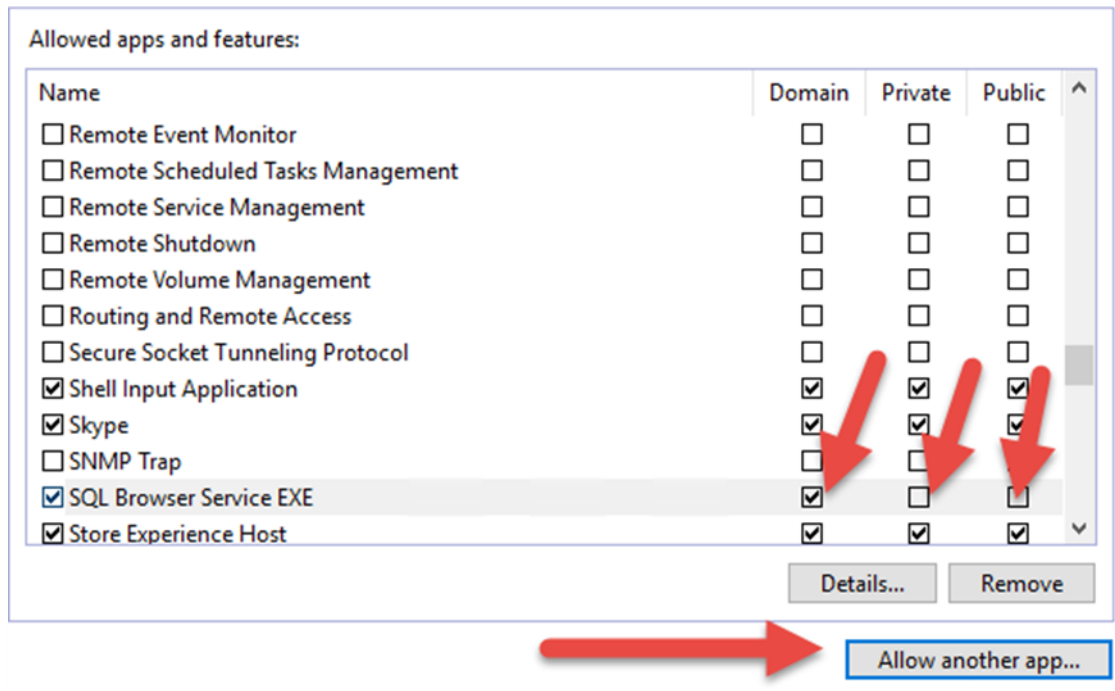 Allowed apps and features:
Name Domain Private Public
Remote Event Monitor
Remote Scheduled Tasks Management
Remote Service Management
Remote Shutdown
Remote Volume Management
Routing and Remote Access
Secure Socket Tunneling Protocol
Shell Input Application
Skype
SNMP Trap
SQL Browser Service EXE
Store Experience Host
Details... Remove
Allow another app...